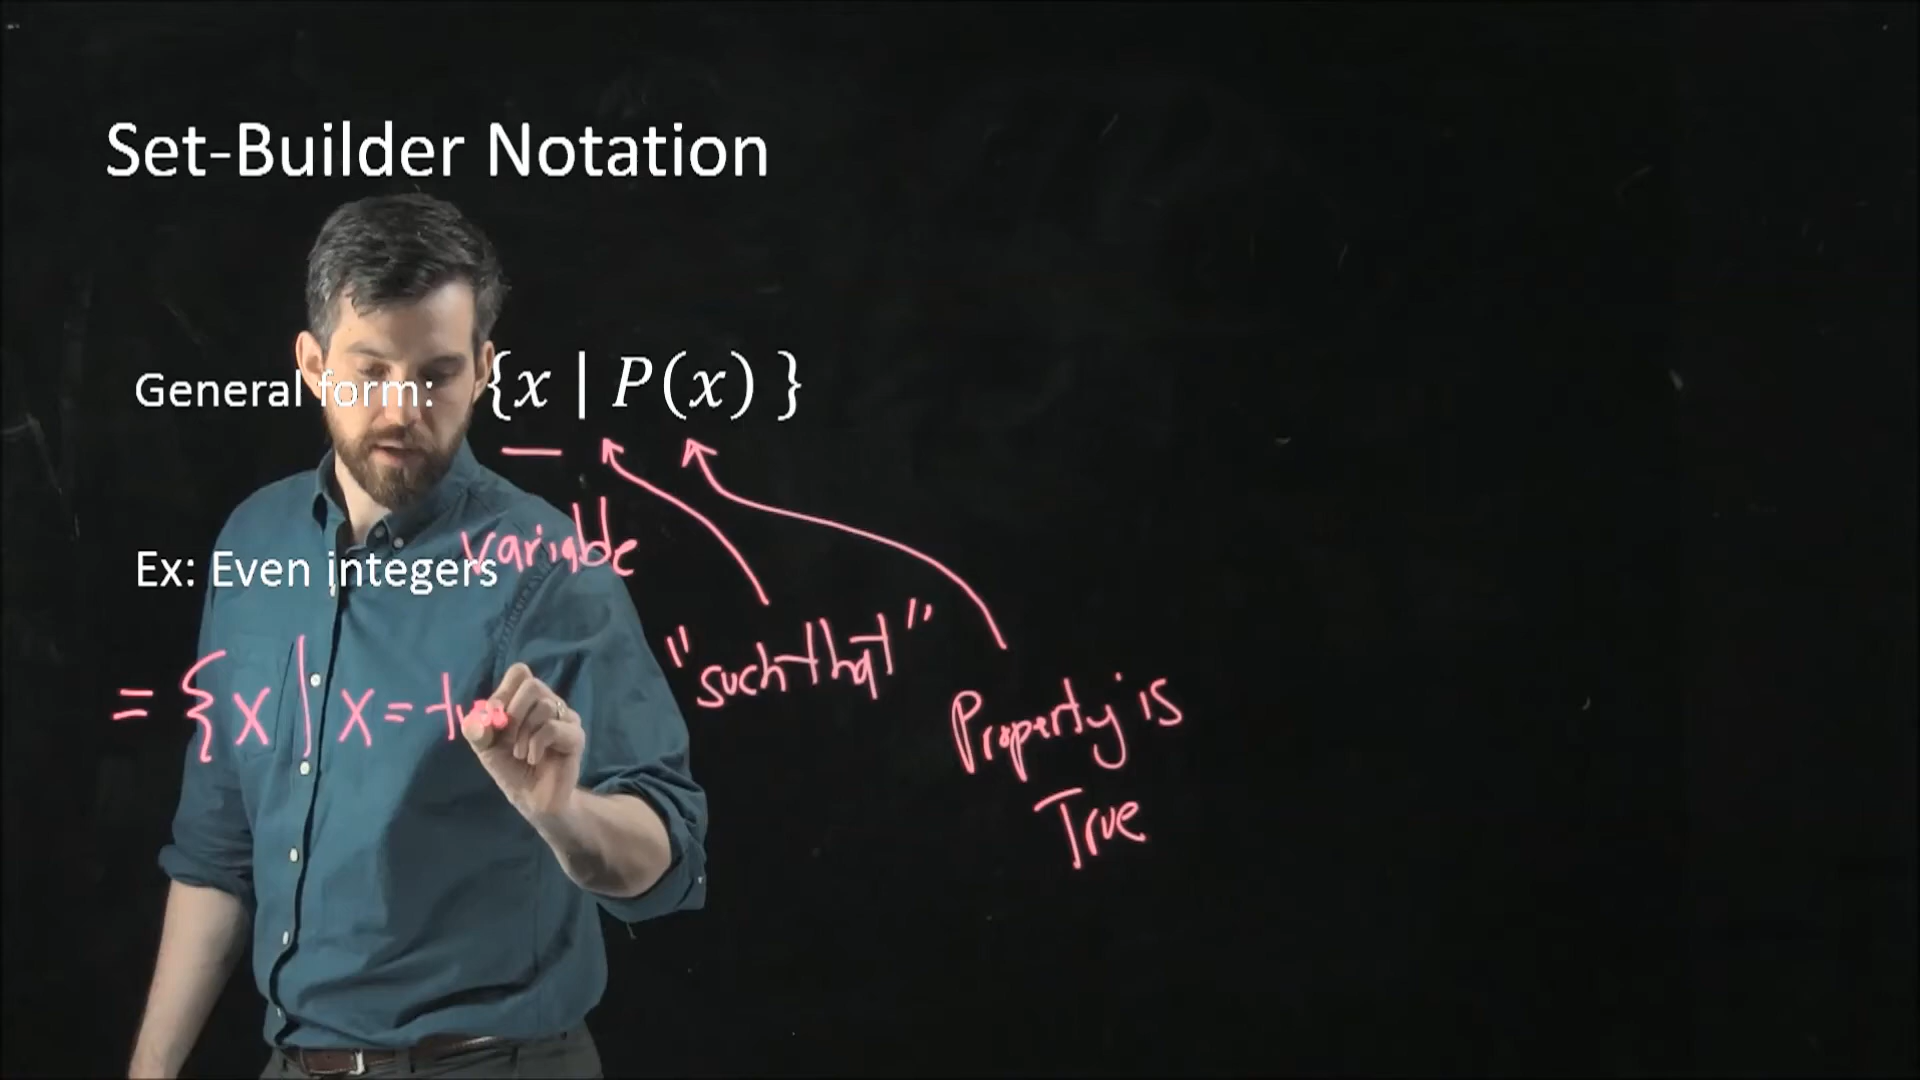 Set-Builder Notation
General form: {x | P(x) }
variable
Ex: Even integers
"such that"
= {x | x =
Property is
True